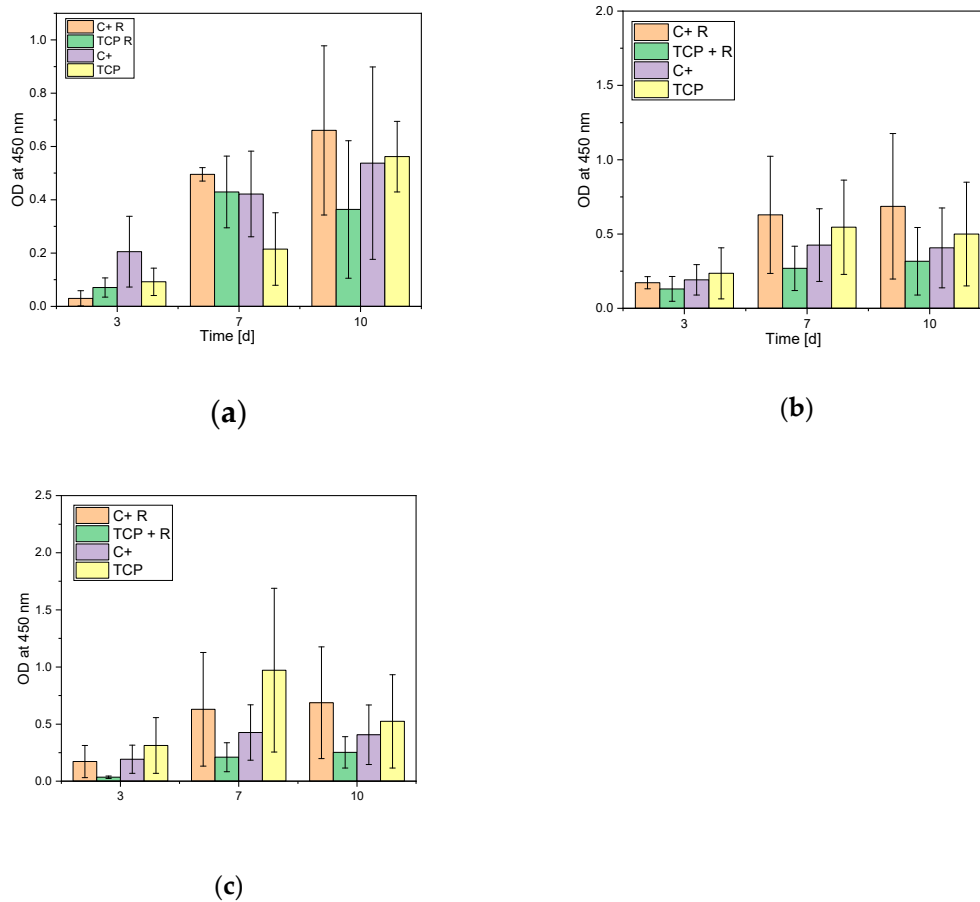 C+ R
TCP R
C+
TCP
OD at 450 nm
1.0
0.8
0.6
0.4
0.2
0.0
3
7
10
Time [d]
(a)
C+ R
TCP + R
C+
TCP
OD at 450 nm
2.0
1.5
1.0
0.5
0.0
3
7
10
Time [d]
(b)
C+ R
TCP + R
C+
TCP
OD at 450 nm
2.5
2.0
1.5
1.0
0.5
0.0
3
7
10
(c)